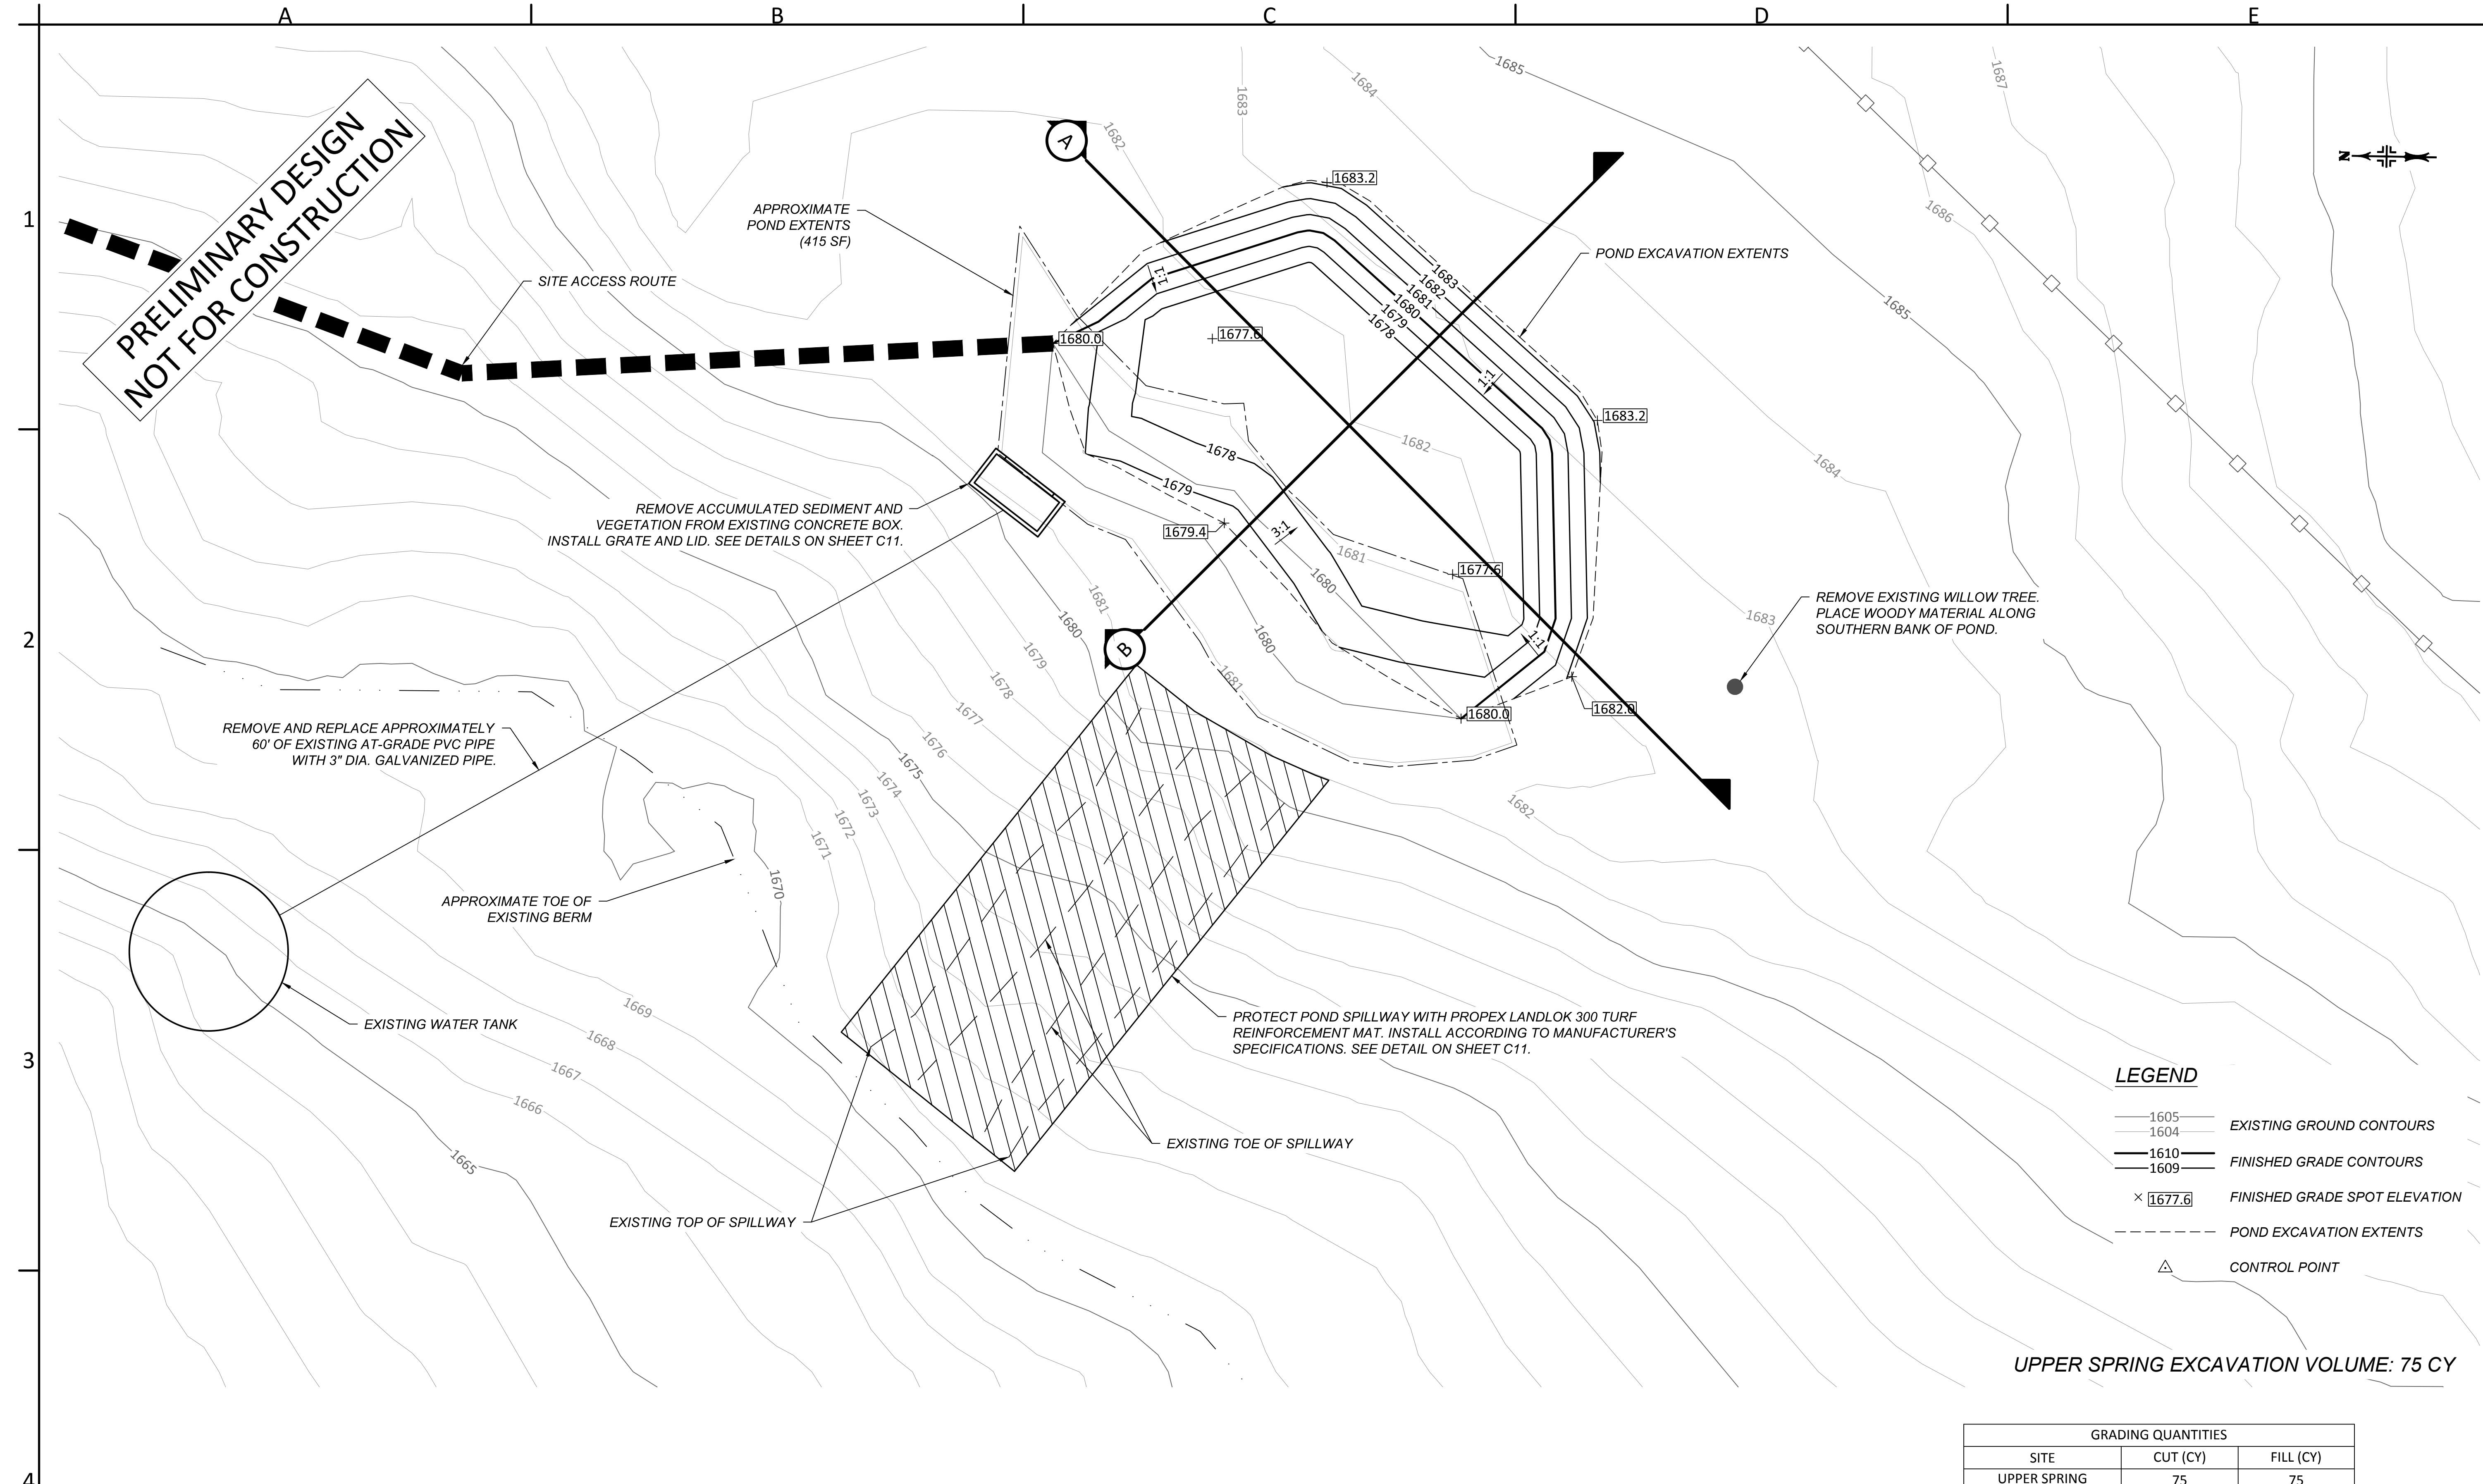 A
B
C
D
E
1
2
3
4
PRELIMINARY DESIGN
NOT FOR CONSTRUCTION
SITE ACCESS ROUTE
APPROXIMATE
POND EXTENTS
(415 SF)
A
1682
1683
1684
1685
1687
N
1683.2
1686
POND EXCAVATION EXTENTS
1685
1:1
1683
1682
1681
1680
1679
1678
1680.0
1677.6
1:1
1683.2
1682
1684
1678
1679
REMOVE ACCUMULATED SEDIMENT AND
VEGETATION FROM EXISTING CONCRETE BOX.
INSTALL GRATE AND LID. SEE DETAILS ON SHEET C11.
1679.4
3:1
1681
1677.6
1680
1683
REMOVE EXISTING WILLOW TREE.
PLACE WOODY MATERIAL ALONG
SOUTHERN BANK OF POND.
1681
1680
1680
1:1
B
1679
1678
1681
1677
1676
1675
1674
1673
1672
1671
1670
1680.0
1682.0
1682
REMOVE AND REPLACE APPROXIMATELY
60' OF EXISTING AT-GRADE PVC PIPE
WITH 3" DIA. GALVANIZED PIPE.
APPROXIMATE TOE OF
EXISTING BERM
EXISTING WATER TANK
1669
1668
1667
1666
1665
PROTECT POND SPILLWAY WITH PROPEX LANDLOK 300 TURF
REINFORCEMENT MAT. INSTALL ACCORDING TO MANUFACTURER'S
SPECIFICATIONS. SEE DETAIL ON SHEET C11.
EXISTING TOE OF SPILLWAY
EXISTING TOP OF SPILLWAY
LEGEND
1605
1604
EXISTING GROUND CONTOURS
1610
1609
FINISHED GRADE CONTOURS
1677.6
FINISHED GRADE SPOT ELEVATION
POND EXCAVATION EXTENTS
CONTROL POINT
UPPER SPRING EXCAVATION VOLUME: 75 CY
GRADING QUANTITIES
SITE CUT (CY) FILL (CY)
UPPER SPRING 75 75